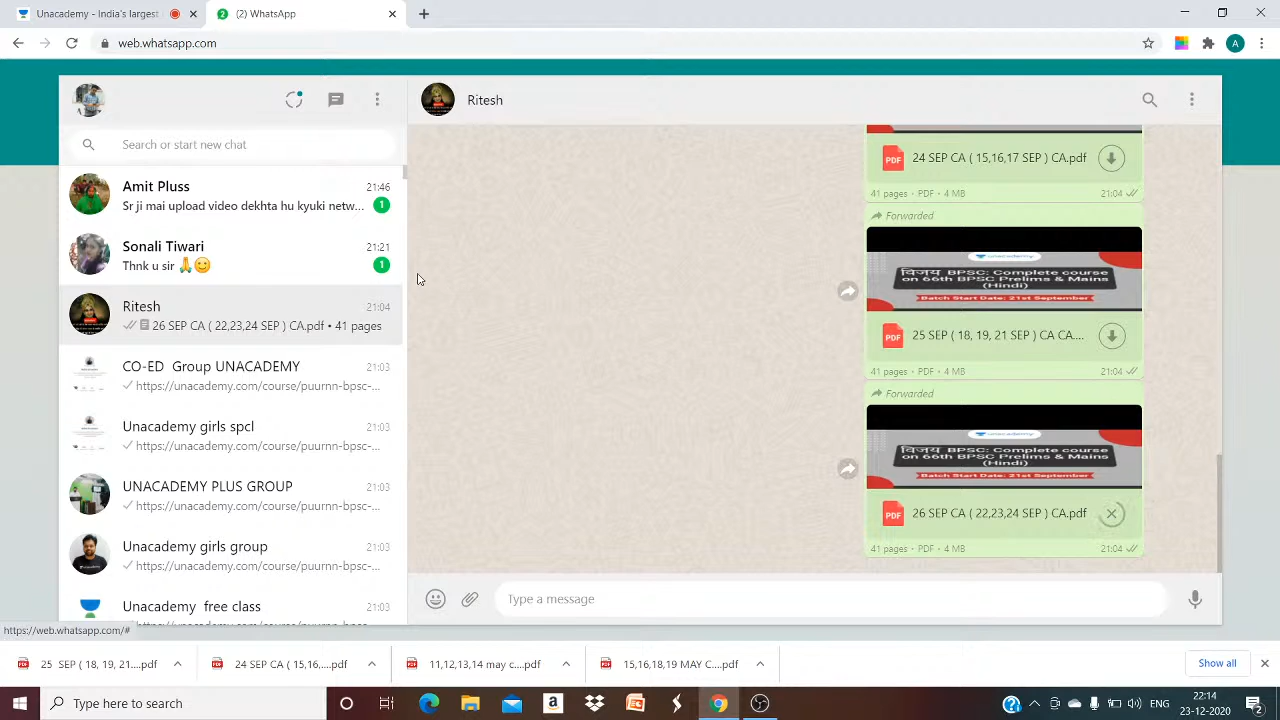 Unacademy - India's largest
(2) WhatsApp
web.whatsapp.com
A
Search or start new chat
Amit Pluss
21:46
Sr ji mai upload video dekhta hu kyuki netw...
1
Sonali Tiwari
21:21
Thnk u sir 🙏🙂
1
Ritesh
21:04
26 SEP CA ( 22,23,24 SEP ) CA.pdf • 41 pages
CO-ED Group UNACADEMY
21:03
https://unacademy.com/course/puurnn-bpsc-...
Unacademy girls spcl
21:03
https://unacademy.com/course/puurnn-bpsc-...
UNACADEMY PLUS GROUP
21:03
https://unacademy.com/course/puurnn-bpsc-...
Unacademy girls group
21:03
https://unacademy.com/course/puurnn-bpsc-...
Unacademy free class
21:03
https://web.whatsapp.com/#
Ritesh
PDF 24 SEP CA ( 15,16,17 SEP ) CA.pdf
41 pages • PDF • 4 MB
21:04
Forwarded
unacademy
विजय BPSC: Complete course
on 66th BPSC Prelims & Mains
(Hindi)
Batch Start Date: 21st September
PDF 25 SEP ( 18, 19, 21 SEP ) CA CA....
41 pages • PDF • 4 MB
21:04
Forwarded
unacademy
विजय BPSC: Complete course
on 66th BPSC Prelims & Mains
(Hindi)
Batch Start Date: 21st September
PDF 26 SEP CA ( 22,23,24 SEP ) CA.pdf
41 pages • PDF • 4 MB
21:04
Type a message
25 SEP ( 18, 19, 21....pdf
24 SEP CA ( 15,16,....pdf
11,12,13,14 may c....pdf
15,16,18,19 MAY C....pdf
Show all
Type here to search
ENG
22:14
23-12-2020
2